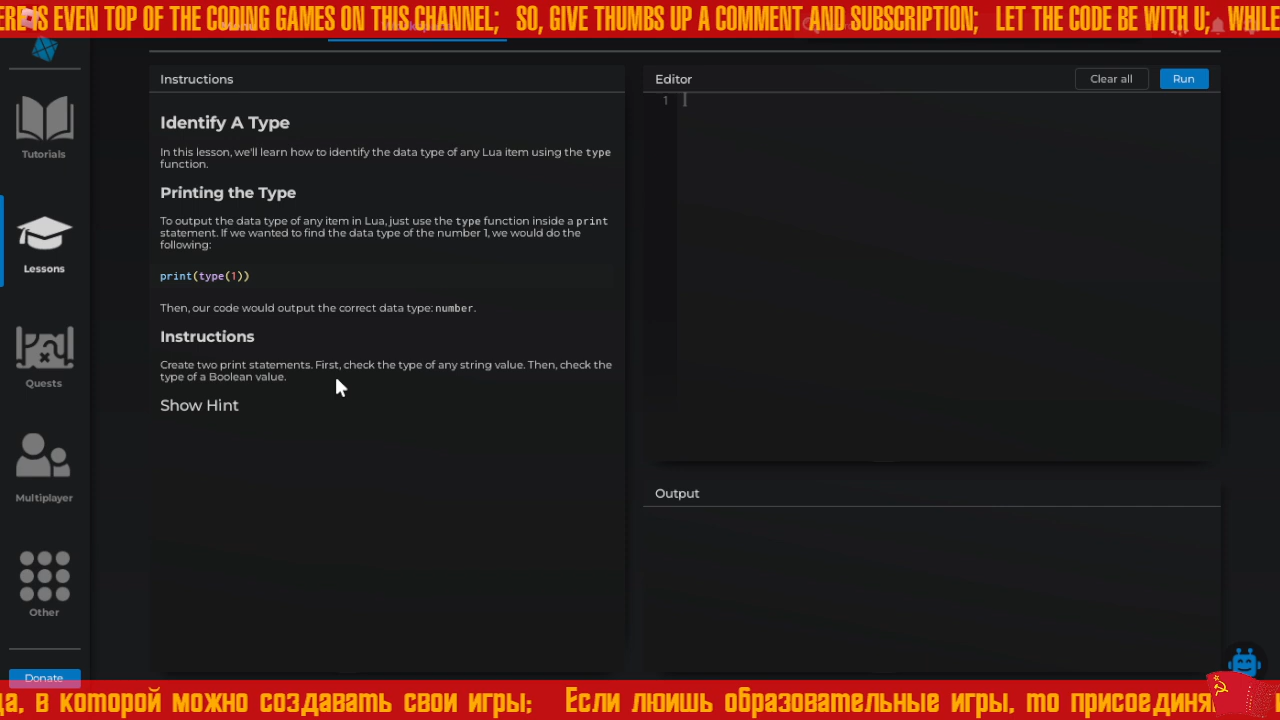 EVEN TOP OF THE CODING GAMES ON THIS CHANNEL; SO, GIVE THUMBS UP A COMMENT AND SUBSCRIPTION; LET THE CODE BE WITH U; WHILE
Tutorials
Lessons
Quests
Multiplayer
Other
Donate
Instructions
Identify A Type
In this lesson, we'll learn how to identify the data type of any Lua item using the type
function.
Printing the Type
To output the data type of any item in Lua, just use the type function inside a print
statement. If we wanted to find the data type of the number 1, we would do the
following:
print(type(1))
Then, our code would output the correct data type: number.
Instructions
Create two print statements. First, check the type of any string value. Then, check the
type of a Boolean value.
Show Hint
Editor
Clear all
Run
1
Output
да, в которой можно создавать свои игры; Если люишь образовательные игры, то присоединя